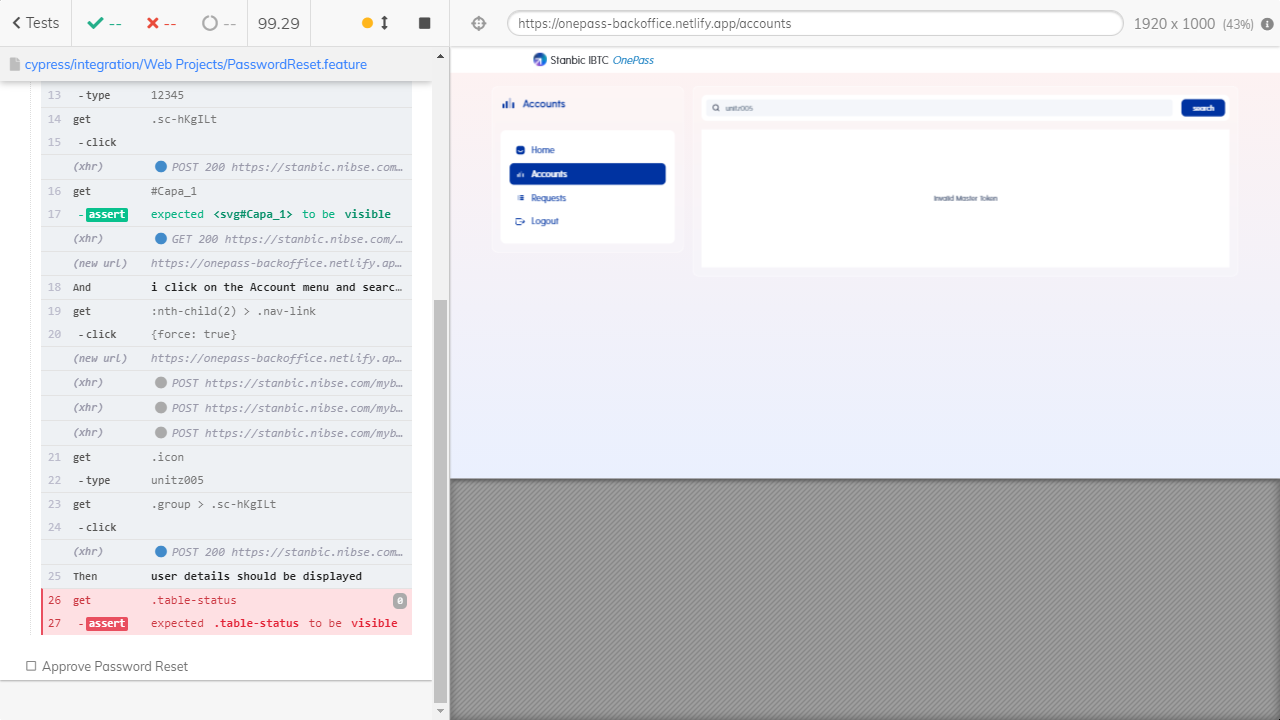 Tests
--
--
--
99.29
https://onepass-backoffice.netlify.app/accounts
1920 x 1000 (43%)
cypress/integration/Web Projects/PasswordReset.feature
13 -type 12345
14 get .sc-hKgILt
15 -click
(xhr) POST 200 https://stanbic.nibse.com…
16 get #Capa_1
17 -assert expected <svg#Capa_1> to be visible
(xhr) GET 200 https://stanbic.nibse.com/…
(new url) https://onepass-backoffice.netlify.ap…
18 And i click on the Account menu and searc…
19 get :nth-child(2) > .nav-link
20 -click {force: true}
(new url) https://onepass-backoffice.netlify.ap…
(xhr) POST https://stanbic.nibse.com/myb…
(xhr) POST https://stanbic.nibse.com/myb…
(xhr) POST https://stanbic.nibse.com/myb…
21 get .icon
22 -type unitz005
23 get .group > .sc-hKgILt
24 -click
(xhr) POST 200 https://stanbic.nibse.com…
25 Then user details should be displayed
26 get .table-status 0
27 -assert expected .table-status to be visible
Approve Password Reset
Stanbic IBTC OnePass
Accounts
Home
Accounts
Requests
Logout
unitz005
search
Invalid Master Token